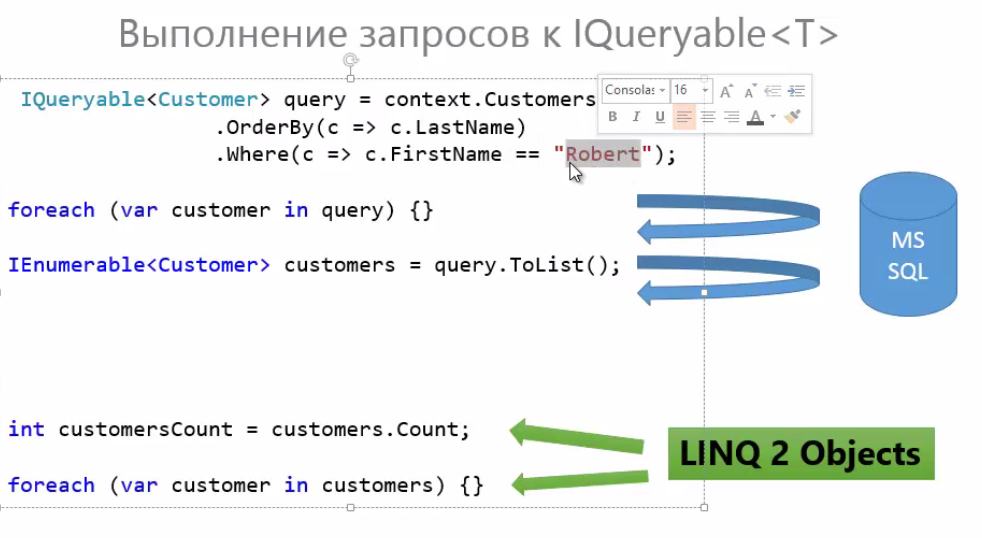 Выполнение запросов к IQueryable<T>
IQueryable<Customer> query = context.Customers
Consolas 16
B I U A
.OrderBy(c => c.LastName)
.Where(c => c.FirstName == "Robert");
foreach (var customer in query) {}
IEnumerable<Customer> customers = query.ToList();
MS
SQL
int customersCount = customers.Count;
LINQ 2 Objects
foreach (var customer in customers) {}